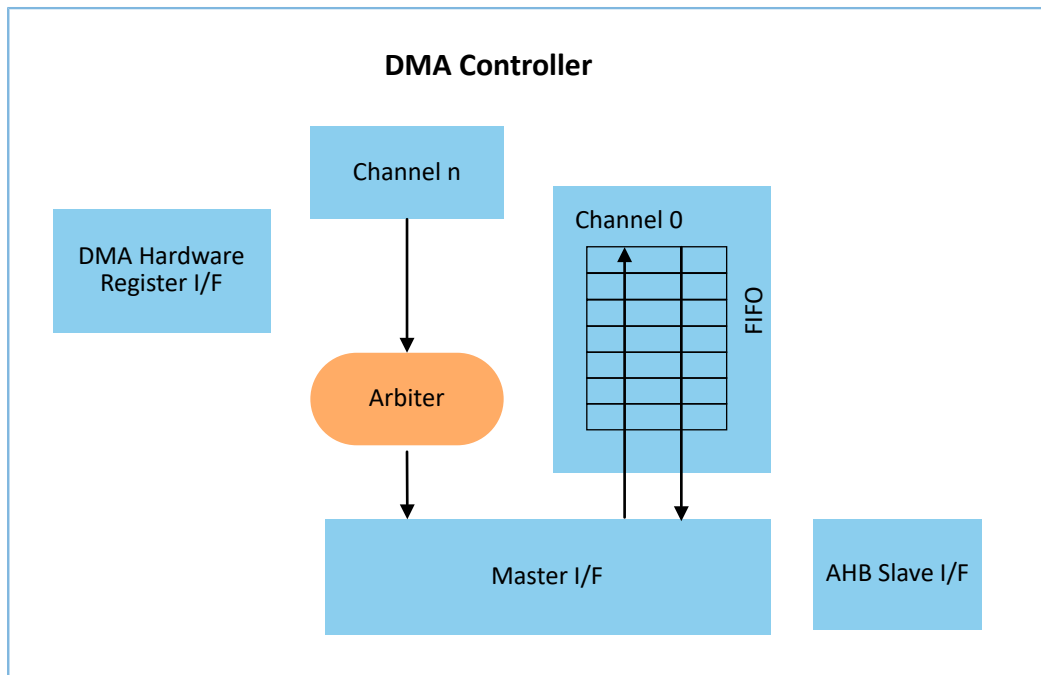 DMA Controller
Channel n
Channel 0
DMA Hardware
Register I/F
FIFO
Arbiter
Master I/F
AHB Slave I/F